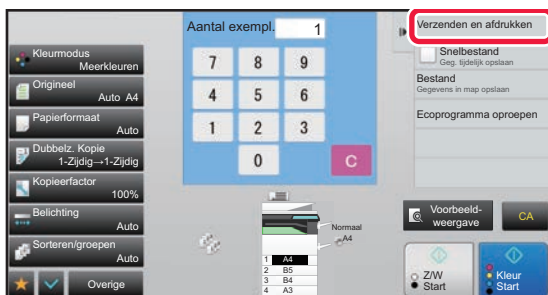 Kleurmodus
Meerkleuren
Origineel
Auto A4
Papierformaat
Auto
Dubbelz. Kopie
1-Zijdig→1-Zijdig
Kopieerfactor
100%
Belichting
Auto
Sorteren/groepen
Auto
Overige
Aantal exempl. 1
7 8 9
4 5 6
1 2 3
0 C
Normaal
A4
1 A4
2 B5
3 B4
4 A3
Verzenden en afdrukken
Snelbestand
Geg. tijdelijk opslaan
Bestand
Gegevens in map opslaan
Ecoprogramma oproepen
Voorbeeld-
weergave
CA
Z/W
Start
Kleur
Start